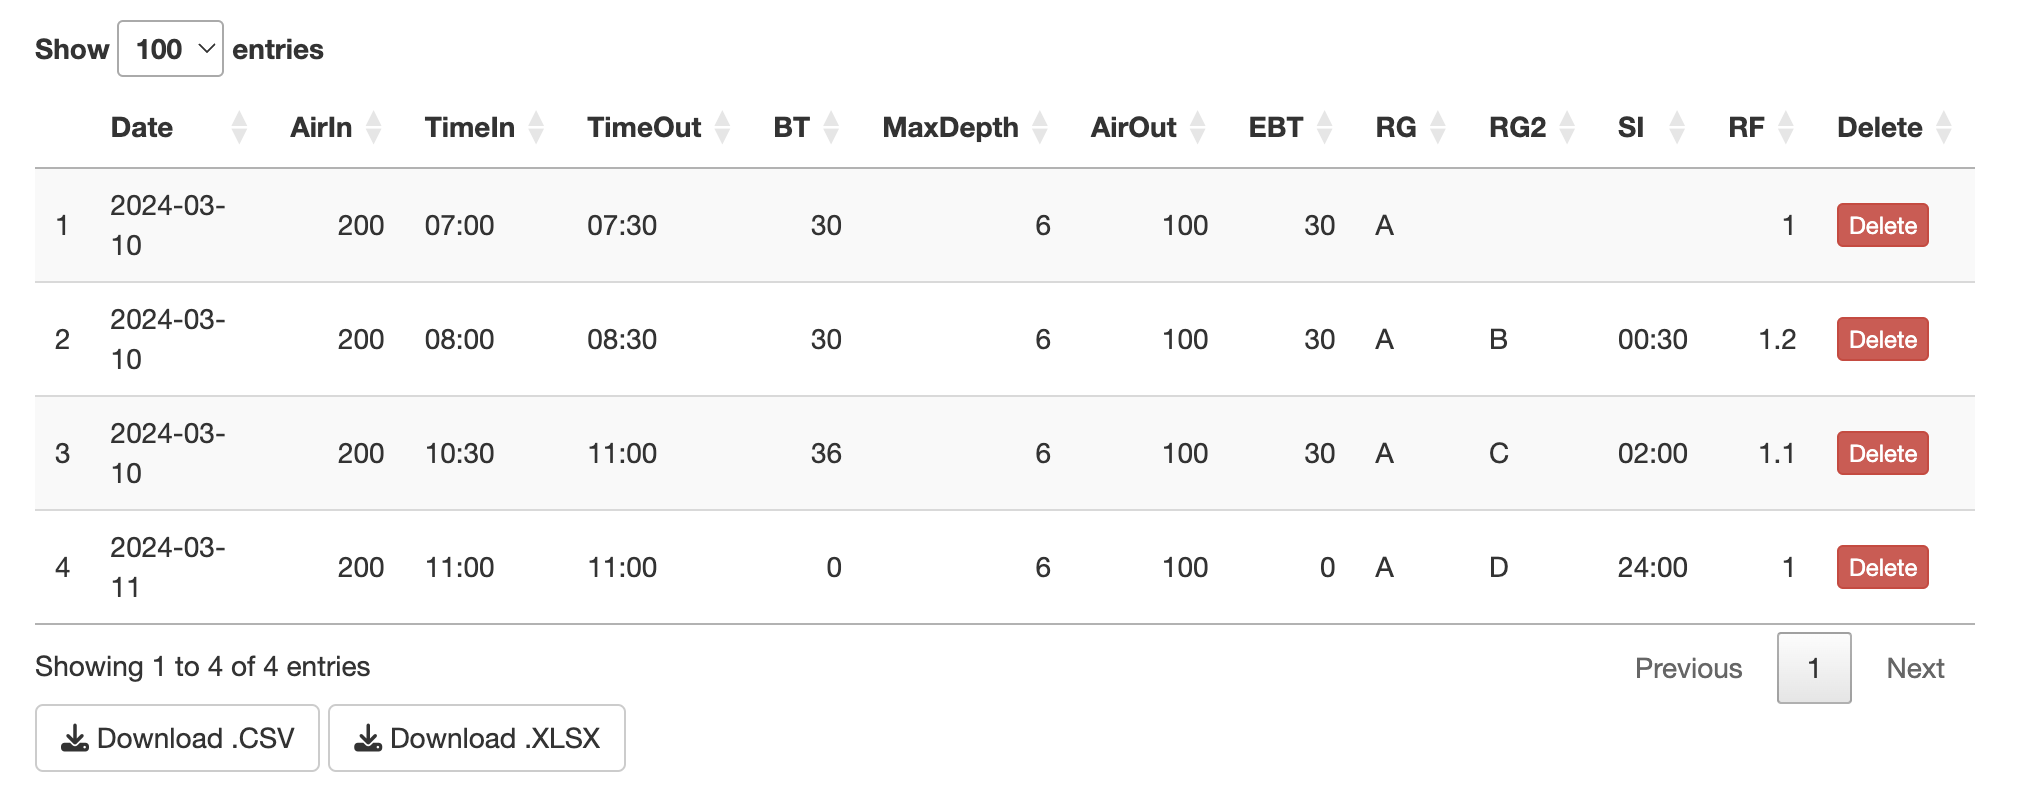 Show 100 entries
Date AirIn TimeIn TimeOut BT MaxDepth AirOut EBT RG RG2 SI RF Delete
1 2024-03-10 200 07:00 07:30 30 6 100 30 A 1 Delete
2 2024-03-10 200 08:00 08:30 30 6 100 30 A B 00:30 1.2 Delete
3 2024-03-10 200 10:30 11:00 36 6 100 30 A C 02:00 1.1 Delete
4 2024-03-11 200 11:00 11:00 0 6 100 0 A D 24:00 1 Delete
Showing 1 to 4 of 4 entries Previous 1 Next
Download .CSV Download .XLSX